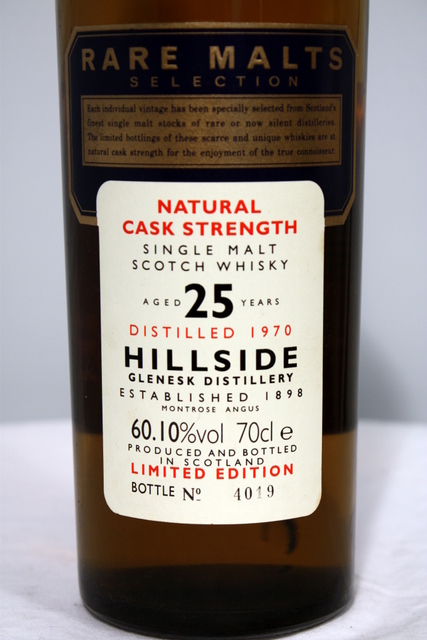 RARE MALTS
SELECTION
Each individual vintage has been specially selected from Scotland's
finest single malt stocks of rare or now silent distilleries.
The limited bottlings of these scarce and unique whiskies are at
natural cask strength for the enjoyment of the true connoisseur.
NATURAL
CASK STRENGTH
SINGLE MALT
SCOTCH WHISKY
AGED 25 YEARS
DISTILLED 1970
HILLSIDE
GLENESK DISTILLERY
ESTABLISHED 1898
MONTROSE ANGUS
60.10%vol 70cl e
PRODUCED AND BOTTLED
IN SCOTLAND
LIMITED EDITION
BOTTLE Nº 4019